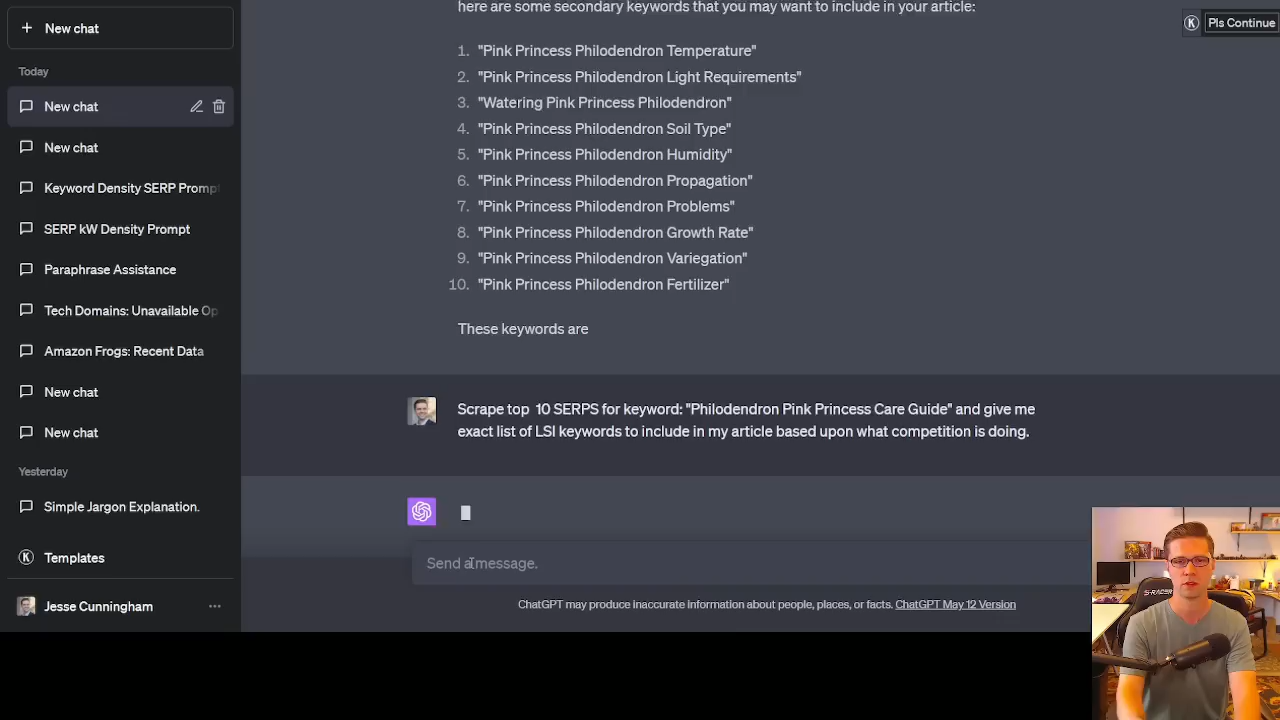 New chat
Today
New chat
New chat
Keyword Density SERP Promp
SERP kW Density Prompt
Paraphrase Assistance
Tech Domains: Unavailable Op
Amazon Frogs: Recent Data
New chat
New chat
Yesterday
Simple Jargon Explanation.
Templates
Jesse Cunningham
Pls Continue
here are some secondary keywords that you may want to include in your article:
1. "Pink Princess Philodendron Temperature"
2. "Pink Princess Philodendron Light Requirements"
3. "Watering Pink Princess Philodendron"
4. "Pink Princess Philodendron Soil Type"
5. "Pink Princess Philodendron Humidity"
6. "Pink Princess Philodendron Propagation"
7. "Pink Princess Philodendron Problems"
8. "Pink Princess Philodendron Growth Rate"
9. "Pink Princess Philodendron Variegation"
10. "Pink Princess Philodendron Fertilizer"
These keywords are
Scrape top 10 SERPS for keyword: "Philodendron Pink Princess Care Guide" and give me
exact list of LSI keywords to include in my article based upon what competition is doing.
Send a message.
ChatGPT may produce inaccurate information about people, places, or facts. ChatGPT May 12 Version
S-RACER